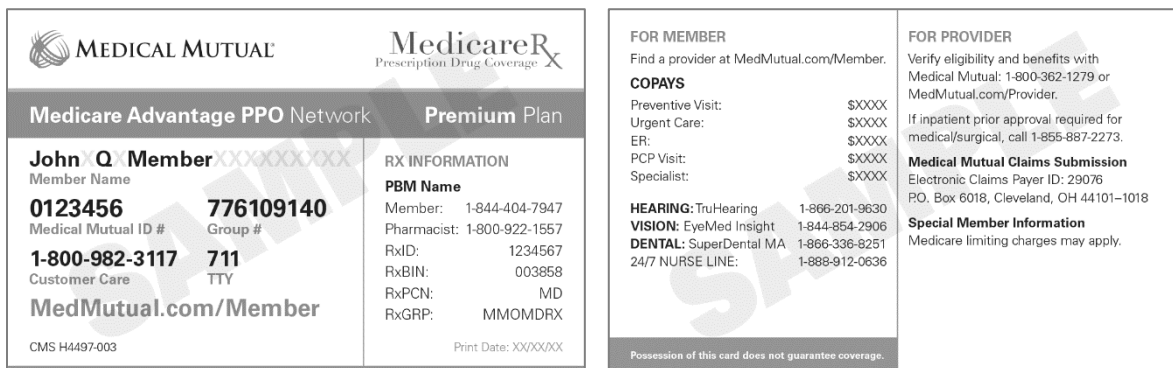 MEDICAL MUTUAL®
MedicareRx
Prescription Drug Coverage
Medicare Advantage PPO Network Premium Plan
John X Q X Member XXXXXXXXX
Member Name
0123456 776109140
Medical Mutual ID # Group #
1-800-982-3117 711
Customer Care TTY
MedMutual.com/Member
CMS H4497-003
RX INFORMATION
PBM Name
Member: 1-844-404-7947
Pharmacist: 1-800-922-1557
RxID: 1234567
RxBIN: 003858
RxPCN: MD
RxGRP: MMOMDRX
Print Date: XX/XX/XX
SAMPLE
FOR MEMBER
Find a provider at MedMutual.com/Member.
COPAYS
Preventive Visit: $XXXX
Urgent Care: $XXXX
ER: $XXXX
PCP Visit: $XXXX
Specialist: $XXXX
HEARING: TruHearing 1-866-201-9630
VISION: EyeMed Insight 1-844-854-2906
DENTAL: SuperDental MA 1-866-336-8251
24/7 NURSE LINE: 1-888-912-0636
Possession of this card does not guarantee coverage.
FOR PROVIDER
Verify eligibility and benefits with
Medical Mutual: 1-800-362-1279 or
MedMutual.com/Provider.
If inpatient prior approval required for
medical/surgical, call 1-855-887-2273.
Medical Mutual Claims Submission
Electronic Claims Payer ID: 29076
P.O. Box 6018, Cleveland, OH 44101–1018
Special Member Information
Medicare limiting charges may apply.
SAMPLE